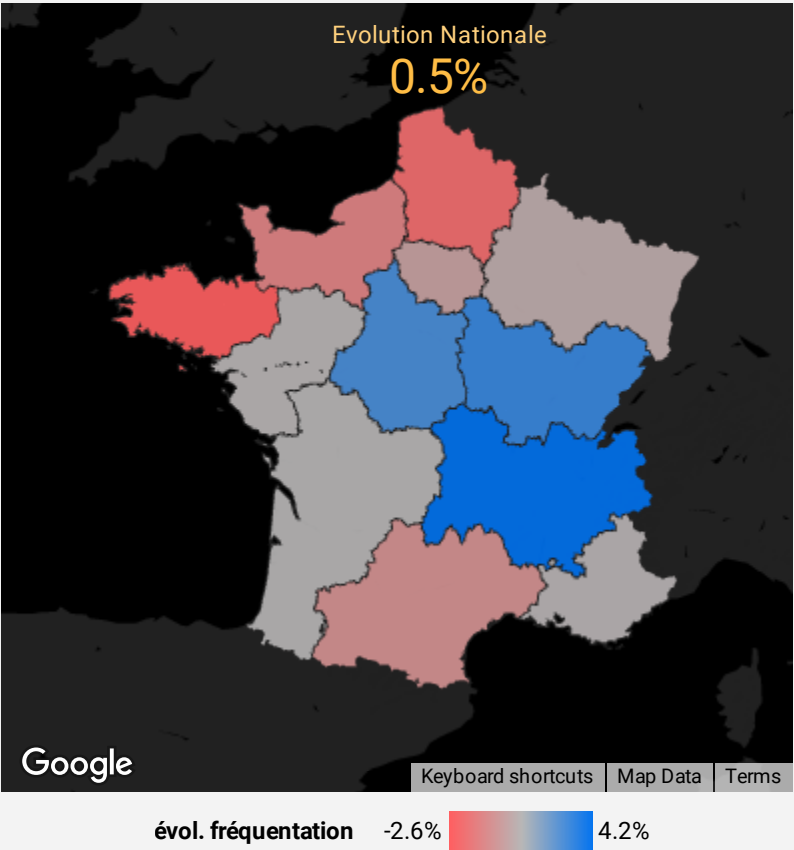 Evolution Nationale
0.5%
Google
Keyboard shortcuts Map Data Terms
évol. fréquentation -2.6% 4.2%